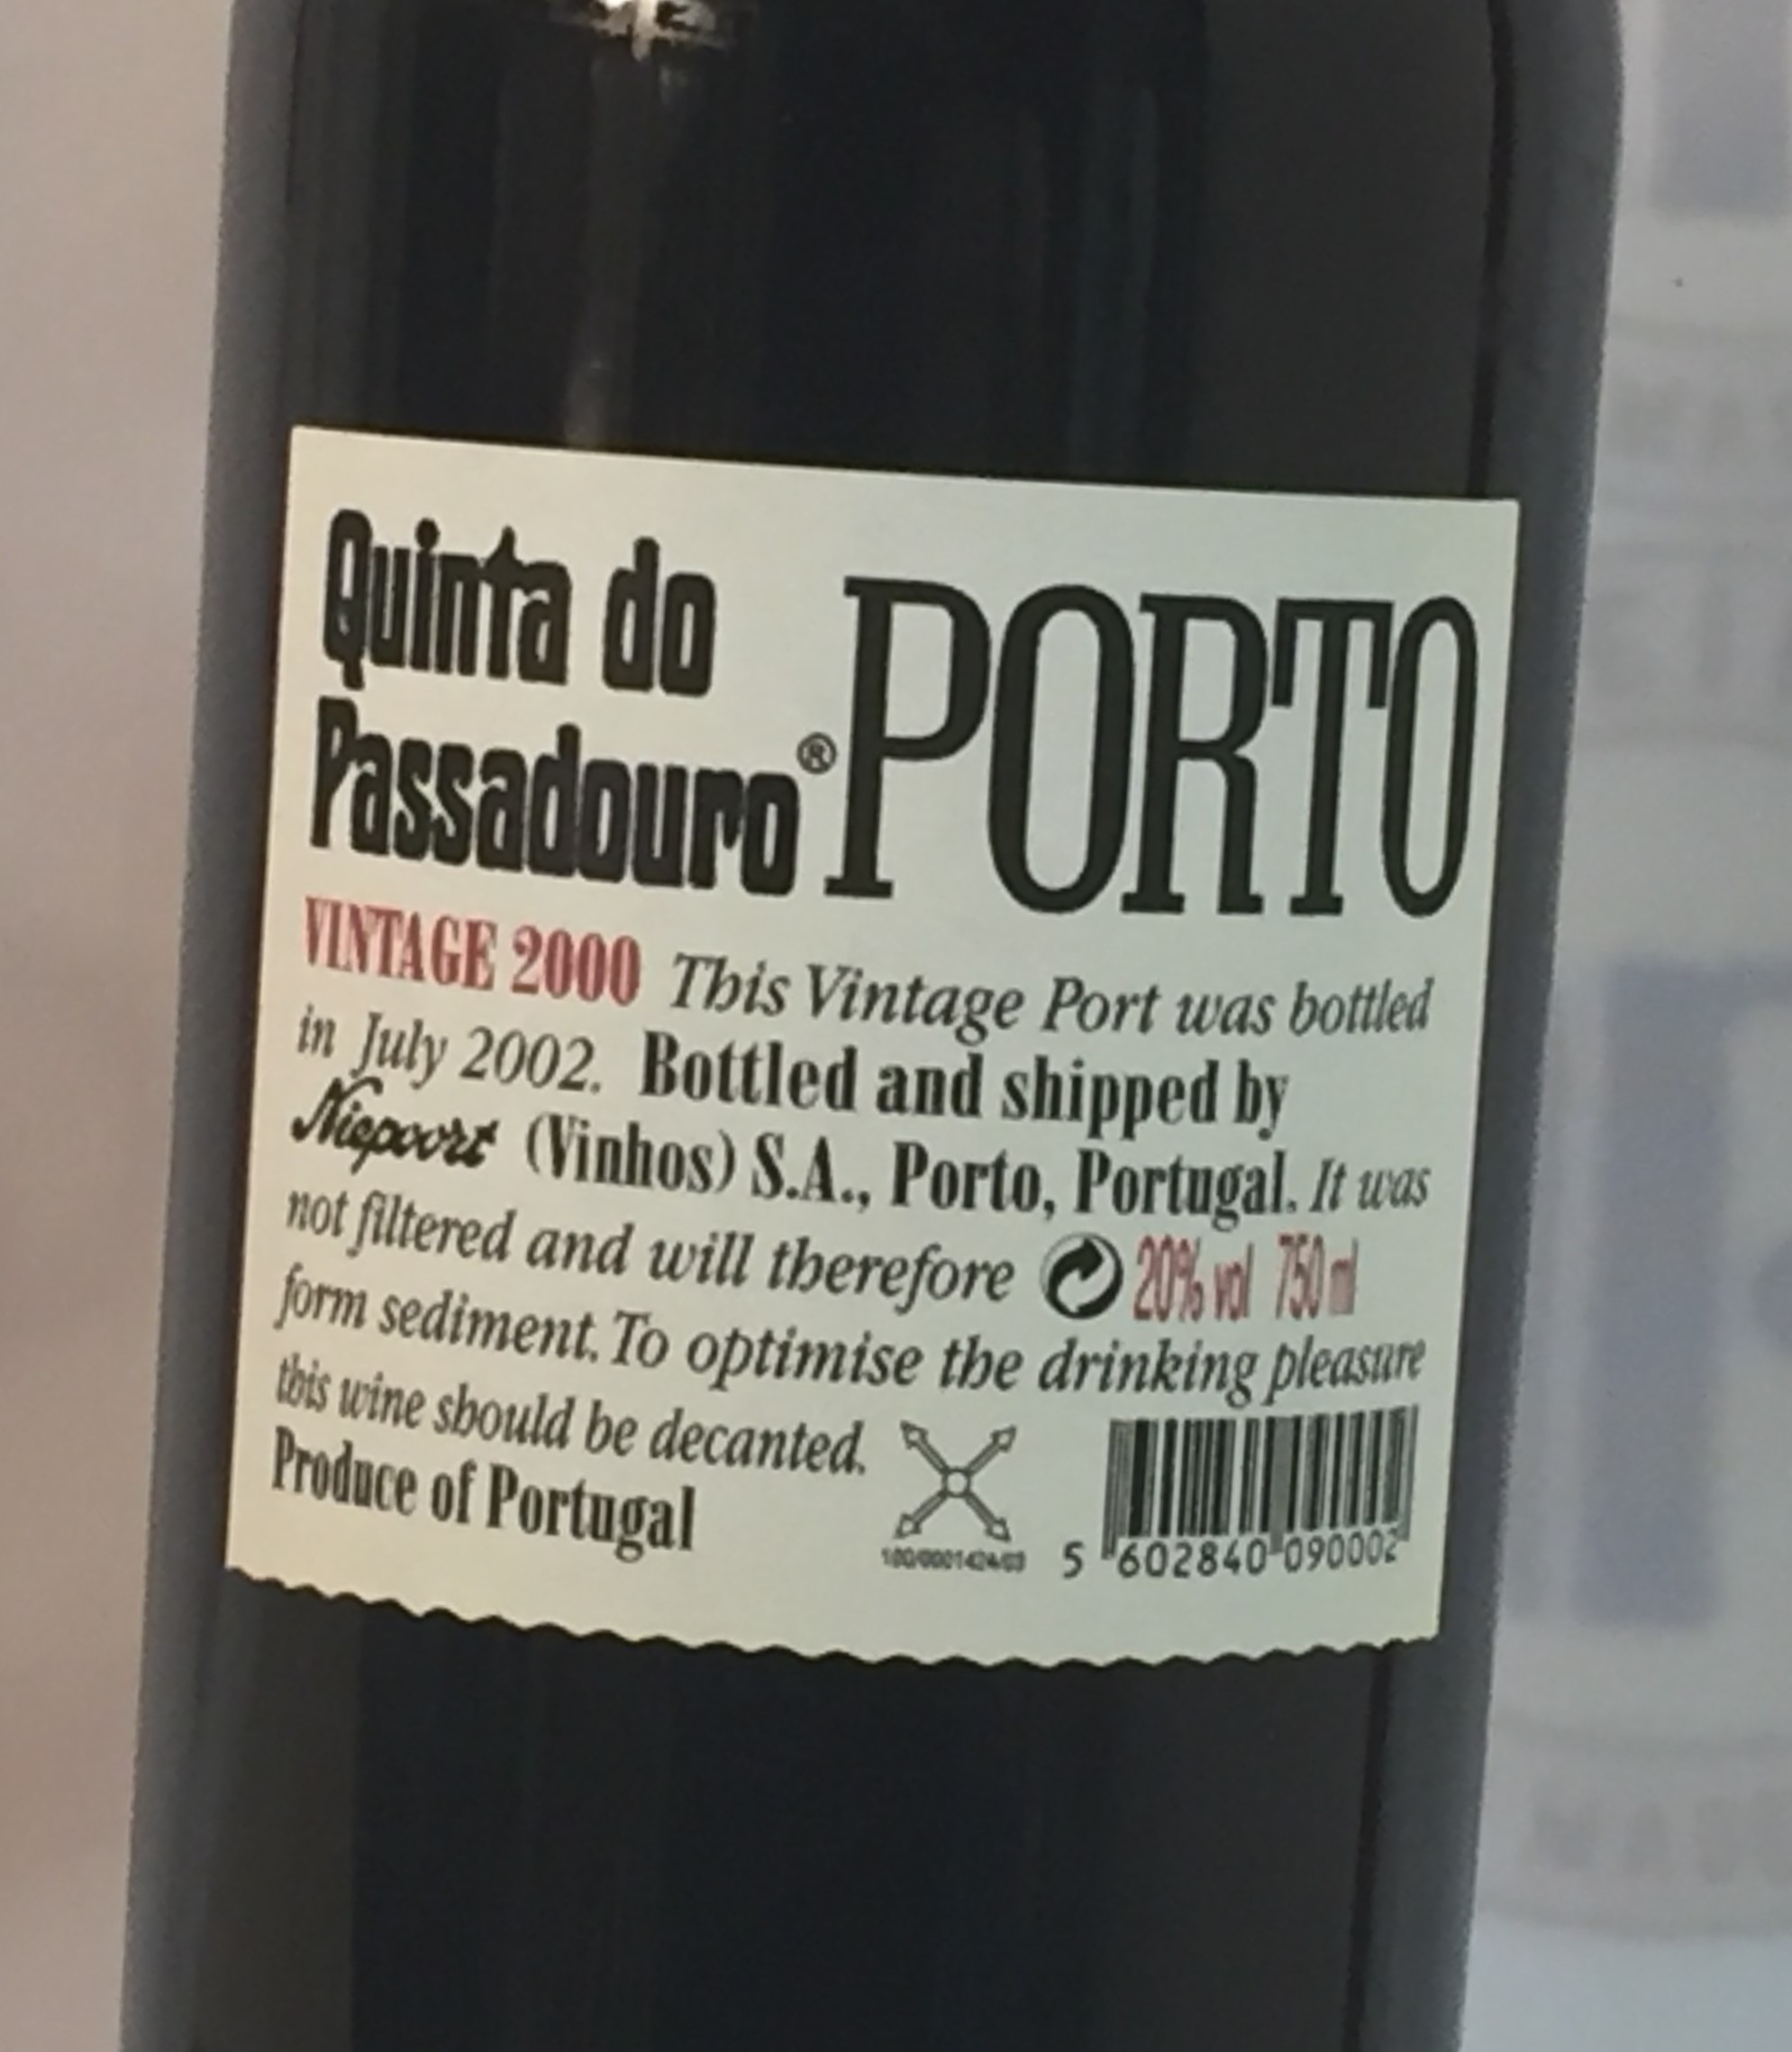 Quinta do
Passadouro® PORTO
VINTAGE 2000 This Vintage Port was bottled
in July 2002. Bottled and shipped by
Niepoort (Vinhos) S.A., Porto, Portugal. It was
not filtered and will therefore 20% vol 750 ml
form sediment. To optimise the drinking pleasure
this wine should be decanted.
Produce of Portugal
5 602840 090002